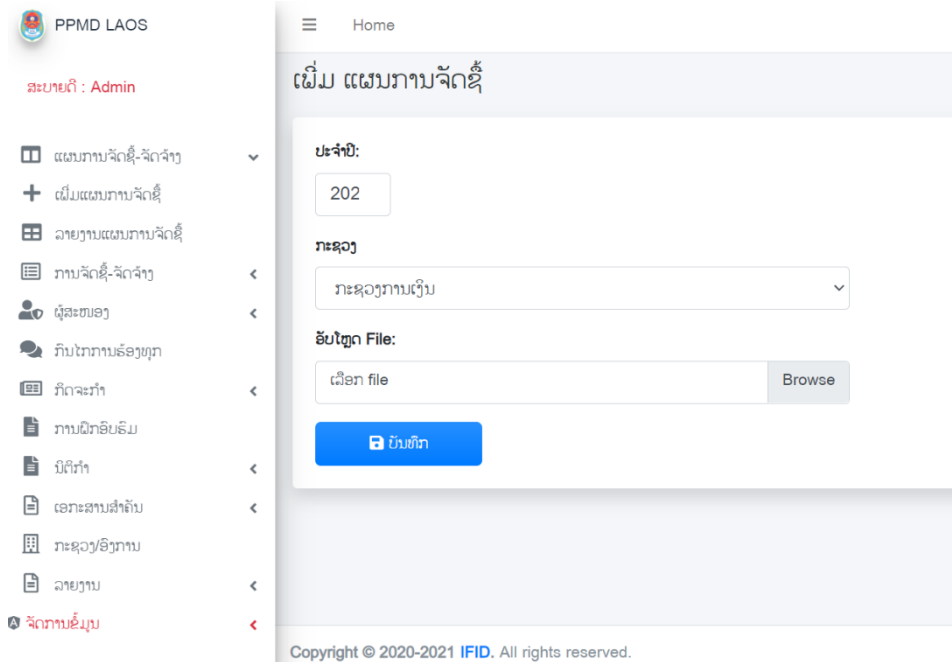 PPMD LAOS
ສະບາຍດີ : Admin
ແຜນການຈັດຊື້-ຈັດຈ້າງ
ເພີ່ມແຜນການຈັດຊື້
ລາຍງານແຜນການຈັດຊື້
ການຈັດຊື້-ຈັດຈ້າງ
ຜູ້ສະໜອງ
ກົນໄກການຮ້ອງທຸກ
ກິດຈະກຳ
ການຝຶກອົບຮົມ
ນິຕິກຳ
ເອກະສານສຳຄັນ
ກະຊວງ/ອົງການ
ລາຍງານ
ຈັດການຂໍ້ມູນ
Home
ເພີ່ມ ແຜນການຈັດຊື້
ປະຈຳປີ:
202
ກະຊວງ
ກະຊວງການເງິນ
ອັບໂຫຼດ File:
ເລືອກ file
Browse
ບັນທຶກ
Copyright © 2020-2021 IFID. All rights reserved.